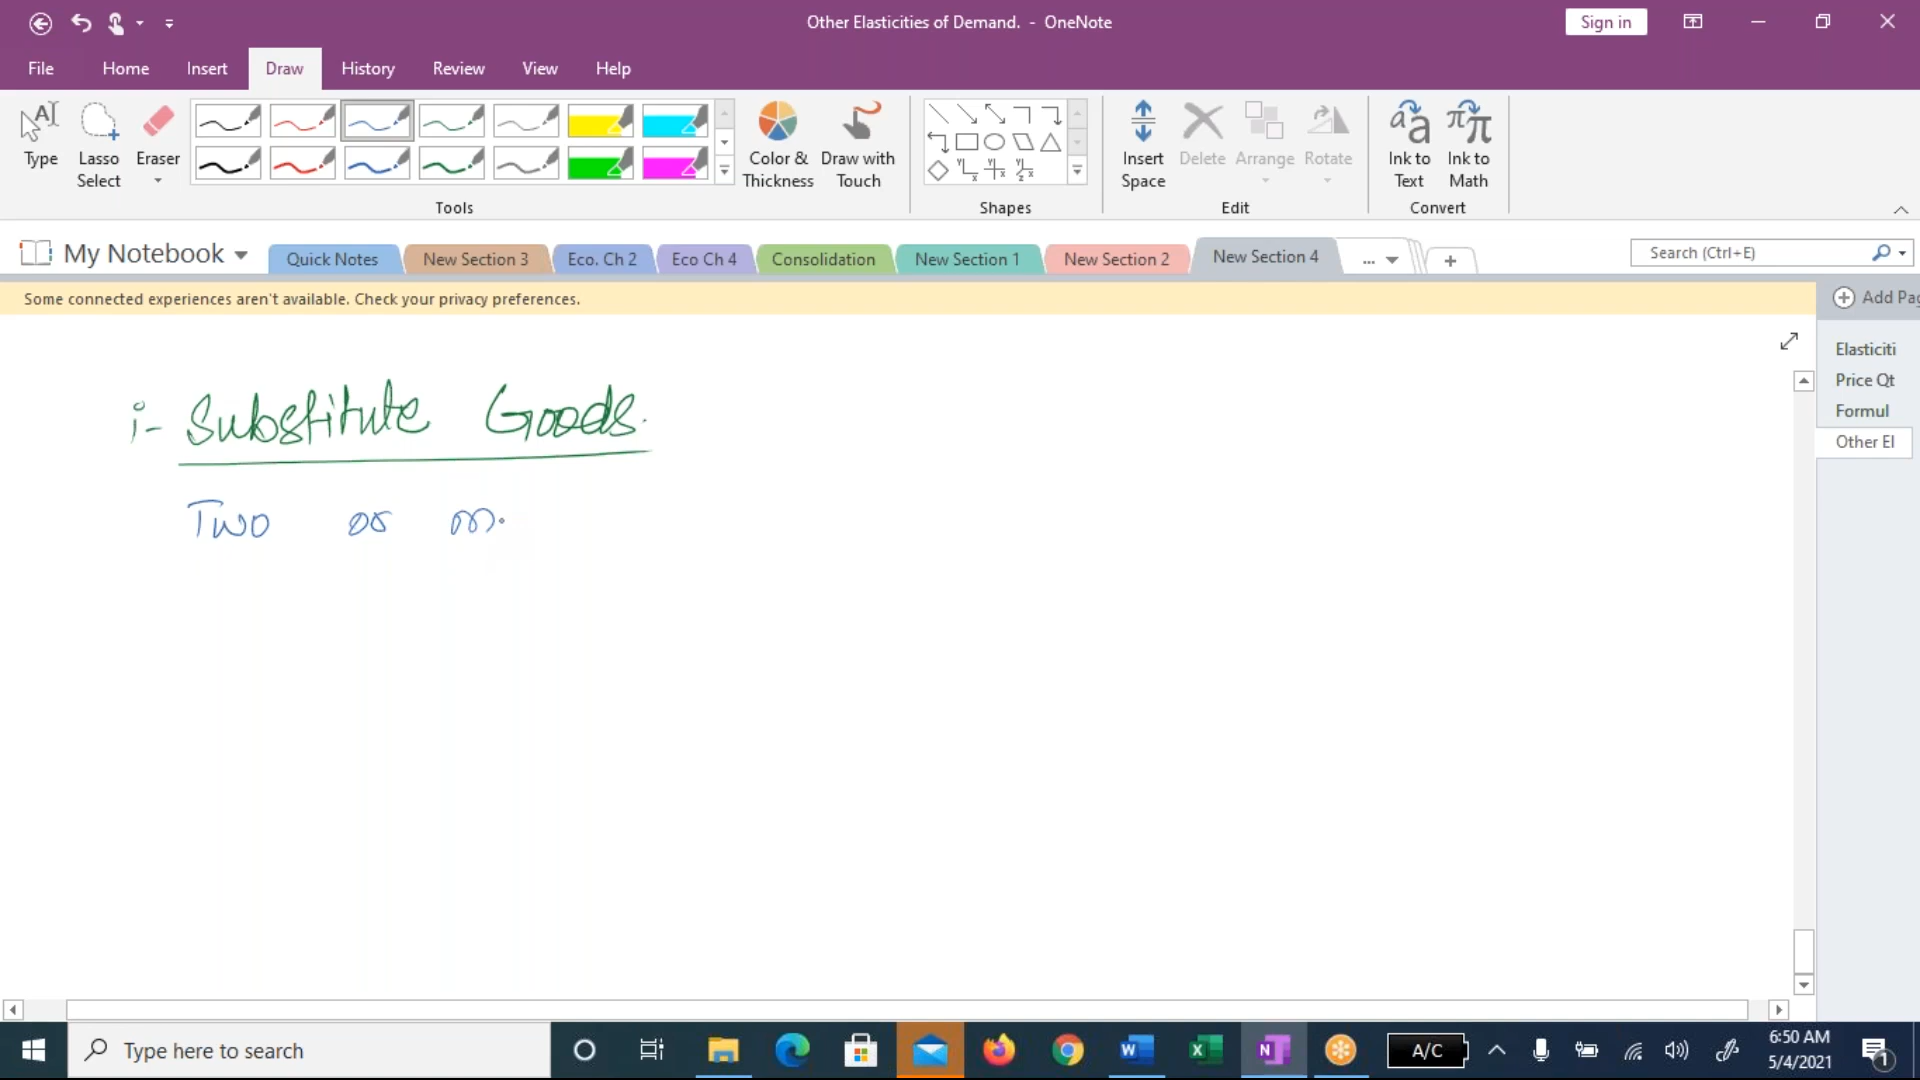 Other Elasticities of Demand. - OneNote
Sign in
File Home Insert Draw History Review View Help
Type
Lasso Select
Eraser
Color & Thickness
Draw with Touch
Insert Space
Delete
Arrange
Rotate
Ink to Text
Ink to Math
Tools Shapes Edit Convert
My Notebook Quick Notes New Section 3 Eco. Ch 2 Eco Ch 4 Consolidation New Section 1 New Section 2 New Section 4 ... Search (Ctrl+E)
Some connected experiences aren't available. Check your privacy preferences.
Add Pag
Elasticiti
Price Qt
Formul
Other El
i- Substitute Goods.
Two or m
Type here to search
A/C
6:50 AM
5/4/2021
1